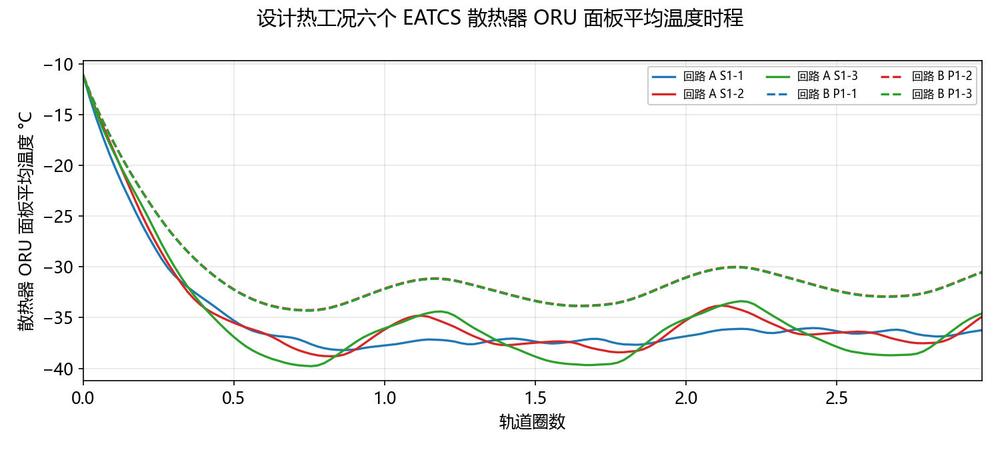 设计热工况六个 EATCS 散热器 ORU 面板平均温度时程
散热器 ORU 面板平均温度 °C
−10
−15
−20
−25
−30
−35
−40
回路 A S1-1
回路 A S1-2
回路 A S1-3
回路 B P1-1
回路 B P1-2
回路 B P1-3
0.0
0.5
1.0
1.5
2.0
2.5
轨道圈数